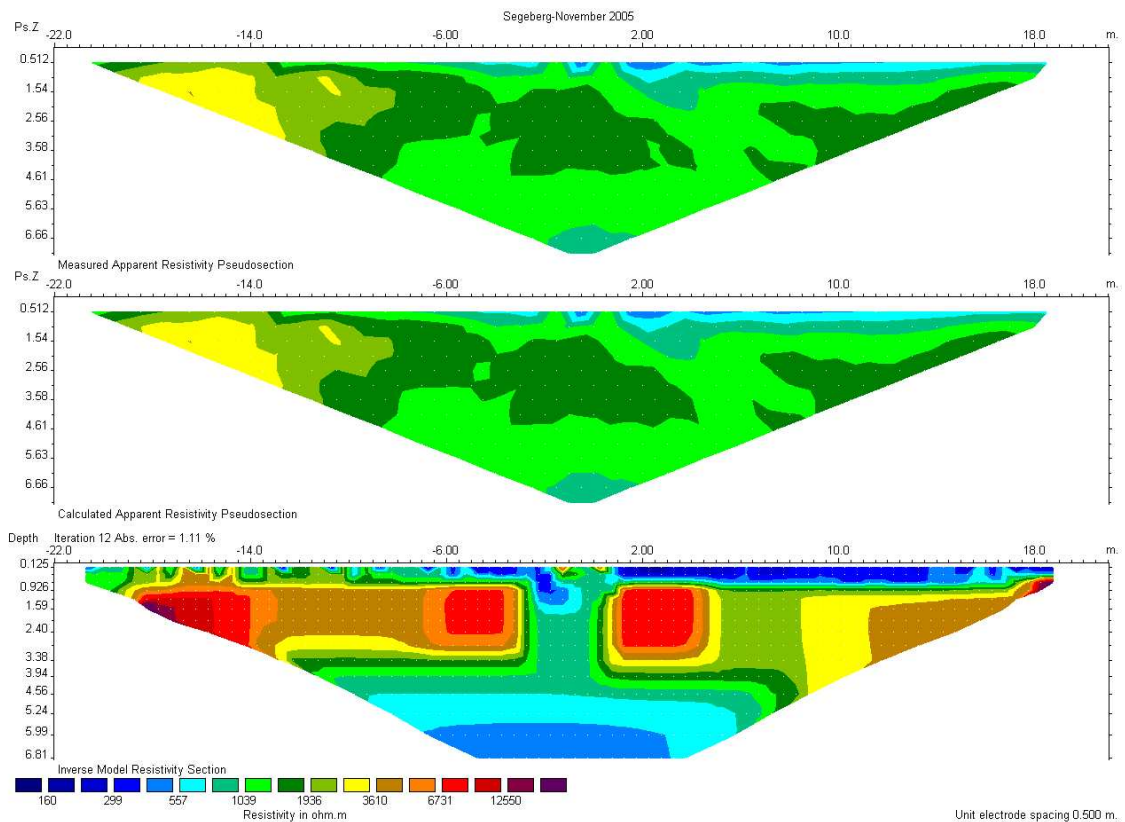 Segeberg-November 2005
Ps.Z
-22.0 -14.0 -6.00 2.00 10.0 18.0 m.
0.512
1.54
2.56
3.58
4.61
5.63
6.66
Measured Apparent Resistivity Pseudosection
Ps.Z
-22.0 -14.0 -6.00 2.00 10.0 18.0 m.
0.512
1.54
2.56
3.58
4.61
5.63
6.66
Calculated Apparent Resistivity Pseudosection
Depth Iteration 12 Abs. error = 1.11 %
-22.0 -14.0 -6.00 2.00 10.0 18.0 m.
0.125
0.926
1.59
2.40
3.38
3.94
4.56
5.24
5.99
6.81
Inverse Model Resistivity Section
160 299 557 1039 1936 3610 6731 12550
Resistivity in ohm.m
Unit electrode spacing 0.500 m.